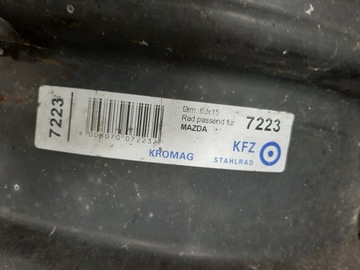 7223
Dim. 6Jx15
Rad passend für
MAZDA
7223
KROMAG
KFZ
STAHLRAD